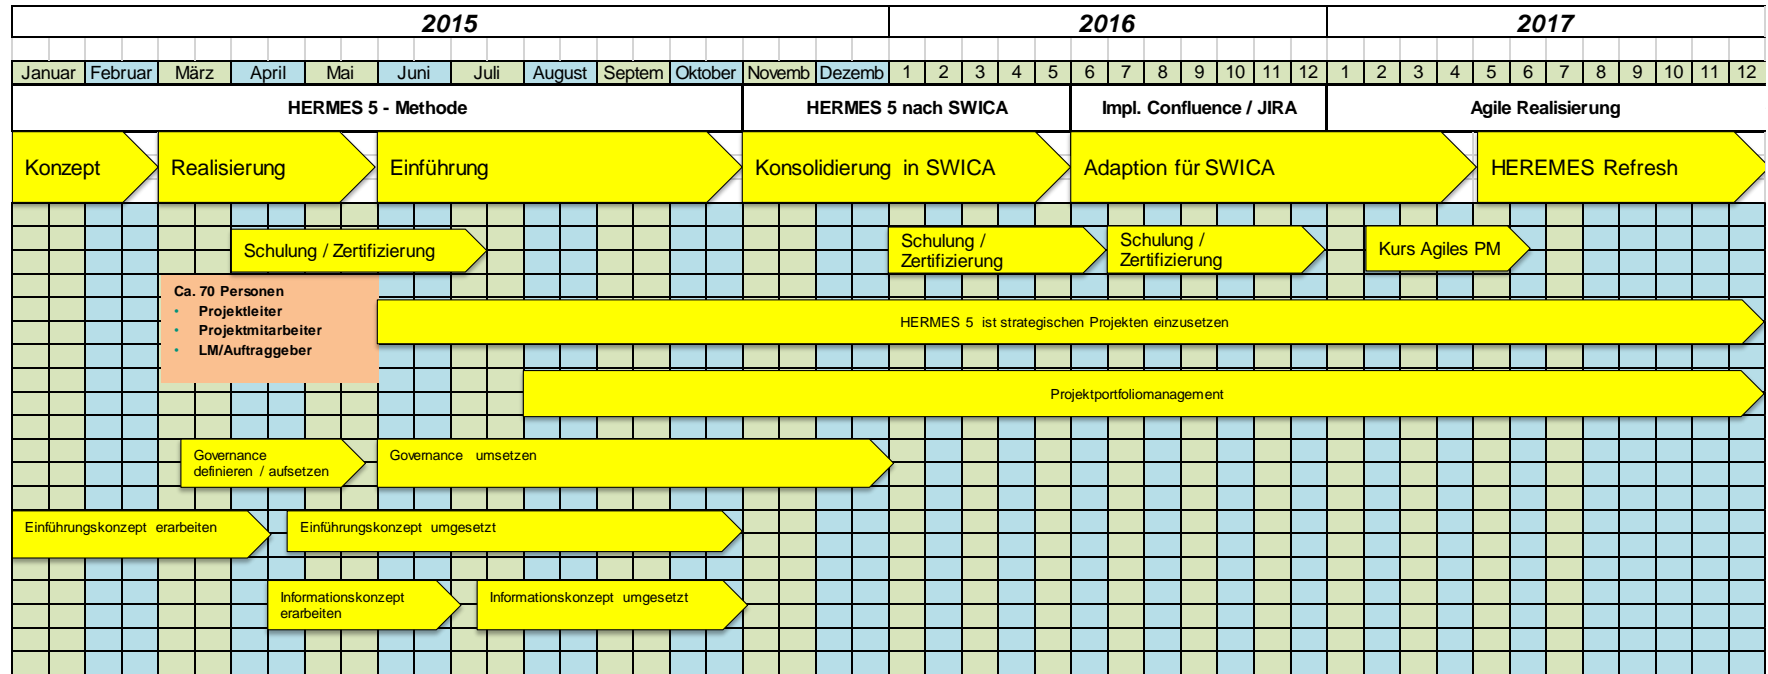 2015 2016 2017
Januar Februar März April Mai Juni Juli August Septem Oktober Novemb Dezemb 1 2 3 4 5 6 7 8 9 10 11 12 1 2 3 4 5 6 7 8 9 10 11 12
HERMES 5 - Methode HERMES 5 nach SWICA Impl. Confluence / JIRA Agile Realisierung
Konzept Realisierung Einführung Konsolidierung in SWICA Adaption für SWICA HEREMES Refresh
Schulung / Zertifizierung
Schulung /
Zertifizierung
Schulung /
Zertifizierung
Kurs Agiles PM
Ca. 70 Personen
• Projektleiter
• Projektmitarbeiter
• LM/Auftraggeber
HERMES 5 ist strategischen Projekten einzusetzen
Projektportfoliomanagement
Governance
definieren / aufsetzen
Governance umsetzen
Einführungskonzept erarbeiten
Einführungskonzept umgesetzt
Informationskonzept
erarbeiten
Informationskonzept umgesetzt